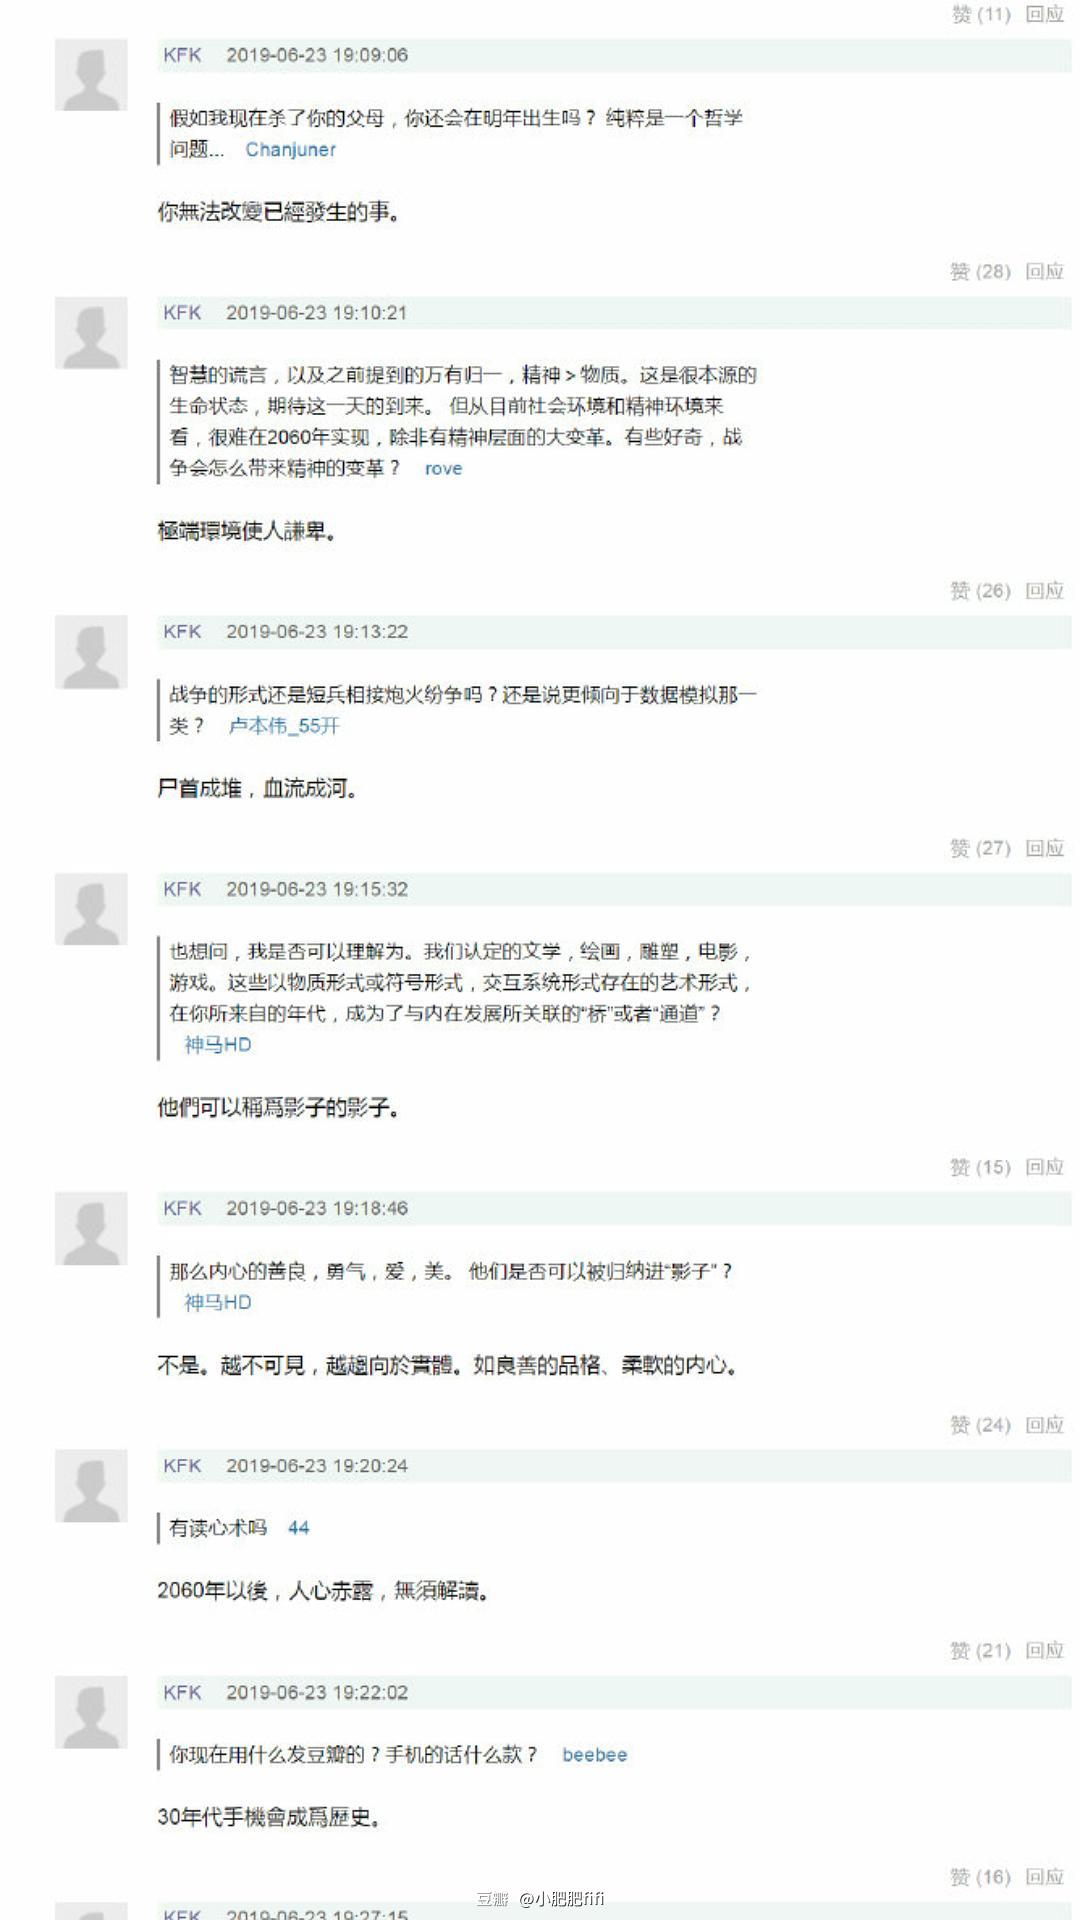 赞 (11) 回应
KFK 2019-06-23 19:09:06
假如我现在杀了你的父母，你还会在明年出生吗？ 纯粹是一个哲学
问题... Chanjuner
你無法改變已經發生的事。
赞 (28) 回应
KFK 2019-06-23 19:10:21
智慧的谎言，以及之前提到的万有归一，精神＞物质。这是很本源的
生命状态，期待这一天的到来。 但从目前社会环境和精神环境来
看，很难在2060年实现，除非有精神层面的大变革。有些好奇，战
争会怎么带来精神的变革？ rove
極端環境使人謙卑。
赞 (26) 回应
KFK 2019-06-23 19:13:22
战争的形式还是短兵相接炮火纷争吗？还是说更倾向于数据模拟那一
类？ 卢本伟_55开
尸首成堆，血流成河。
赞 (27) 回应
KFK 2019-06-23 19:15:32
也想问，我是否可以理解为。我们认定的文学，绘画，雕塑，电影，
游戏。这些以物质形式或符号形式，交互系统形式存在的艺术形式，
在你所来自的年代，成为了与内在发展所关联的“桥”或者“通道”？
神马HD
他們可以稱爲影子的影子。
赞 (15) 回应
KFK 2019-06-23 19:18:46
那么内心的善良，勇气，爱，美。 他们是否可以被归纳进“影子”？
神马HD
不是。越不可見，越趨向於實體。如良善的品格、柔軟的内心。
赞 (24) 回应
KFK 2019-06-23 19:20:24
有读心术吗 44
2060年以後，人心赤露，無須解讀。
赞 (21) 回应
KFK 2019-06-23 19:22:02
你现在用什么发豆瓣的？手机的话什么款？ beebee
30年代手機會成爲歷史。
赞 (16) 回应
豆瓣 @小肥肥fifi
KFK 2019-06-23 19:27:15